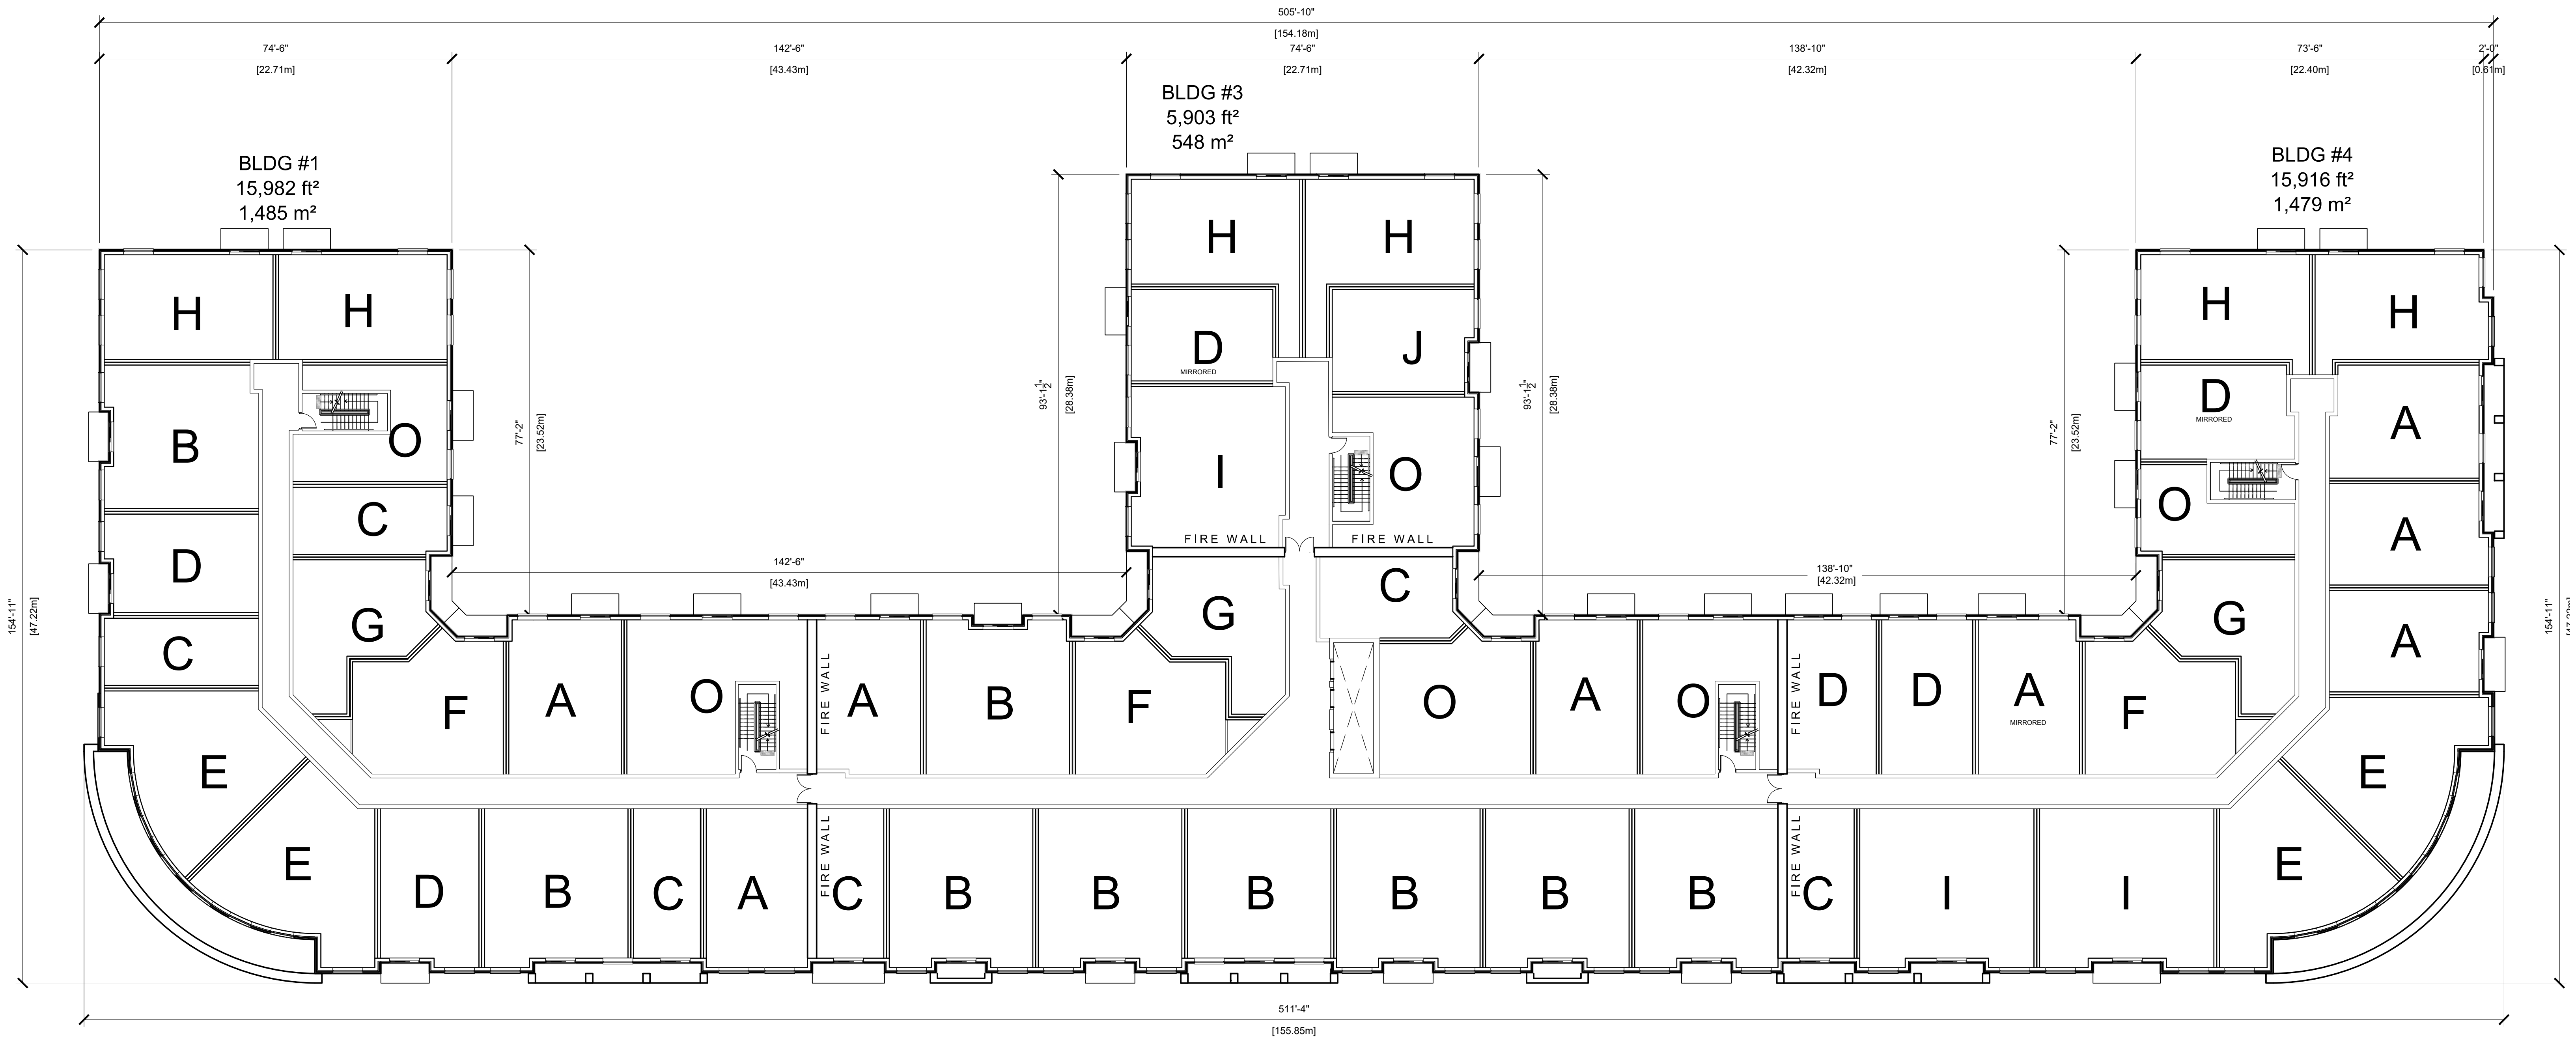 505'-10"
[154.18m]
74'-6"
[22.71m]
142'-6"
[43.43m]
74'-6"
[22.71m]
138'-10"
[42.32m]
73'-6"
[22.40m]
2'-0"
[0.61m]
BLDG #1
15,982 ft²
1,485 m²
BLDG #3
5,903 ft²
548 m²
BLDG #4
15,916 ft²
1,479 m²
154'-11"
[47.22m]
77'-2"
[23.52m]
93'-1½"
[28.38m]
93'-1½"
[28.38m]
77'-2"
[23.52m]
154'-11"
H
H
B
O
D
C
C
G
E
E
F
A
O
FIRE WALL
142'-6"
[43.43m]
H
H
D
MIRRORED
J
I
O
FIRE WALL
FIRE WALL
G
C
A
B
F
O
A
O
FIRE WALL
138'-10"
[42.32m]
H
H
D
MIRRORED
A
O
A
G
A
D
D
A
MIRRORED
F
E
E
D
B
C
A
FIRE WALL
C
B
B
B
B
B
B
FIRE WALL
C
I
I
511'-4"
[155.85m]